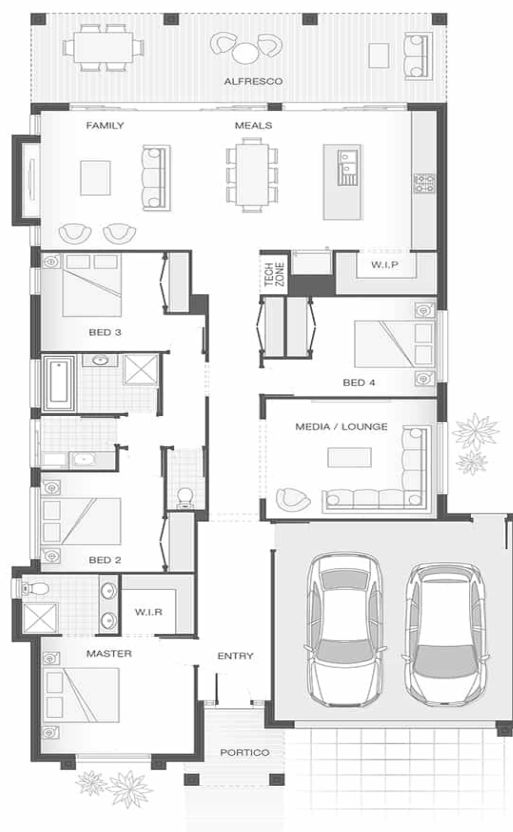 ALFRESCO
FAMILY
MEALS
W.I.P
TECH
ZONE
BED 3
BED 4
MEDIA / LOUNGE
BED 2
W.I.R
MASTER
ENTRY
PORTICO